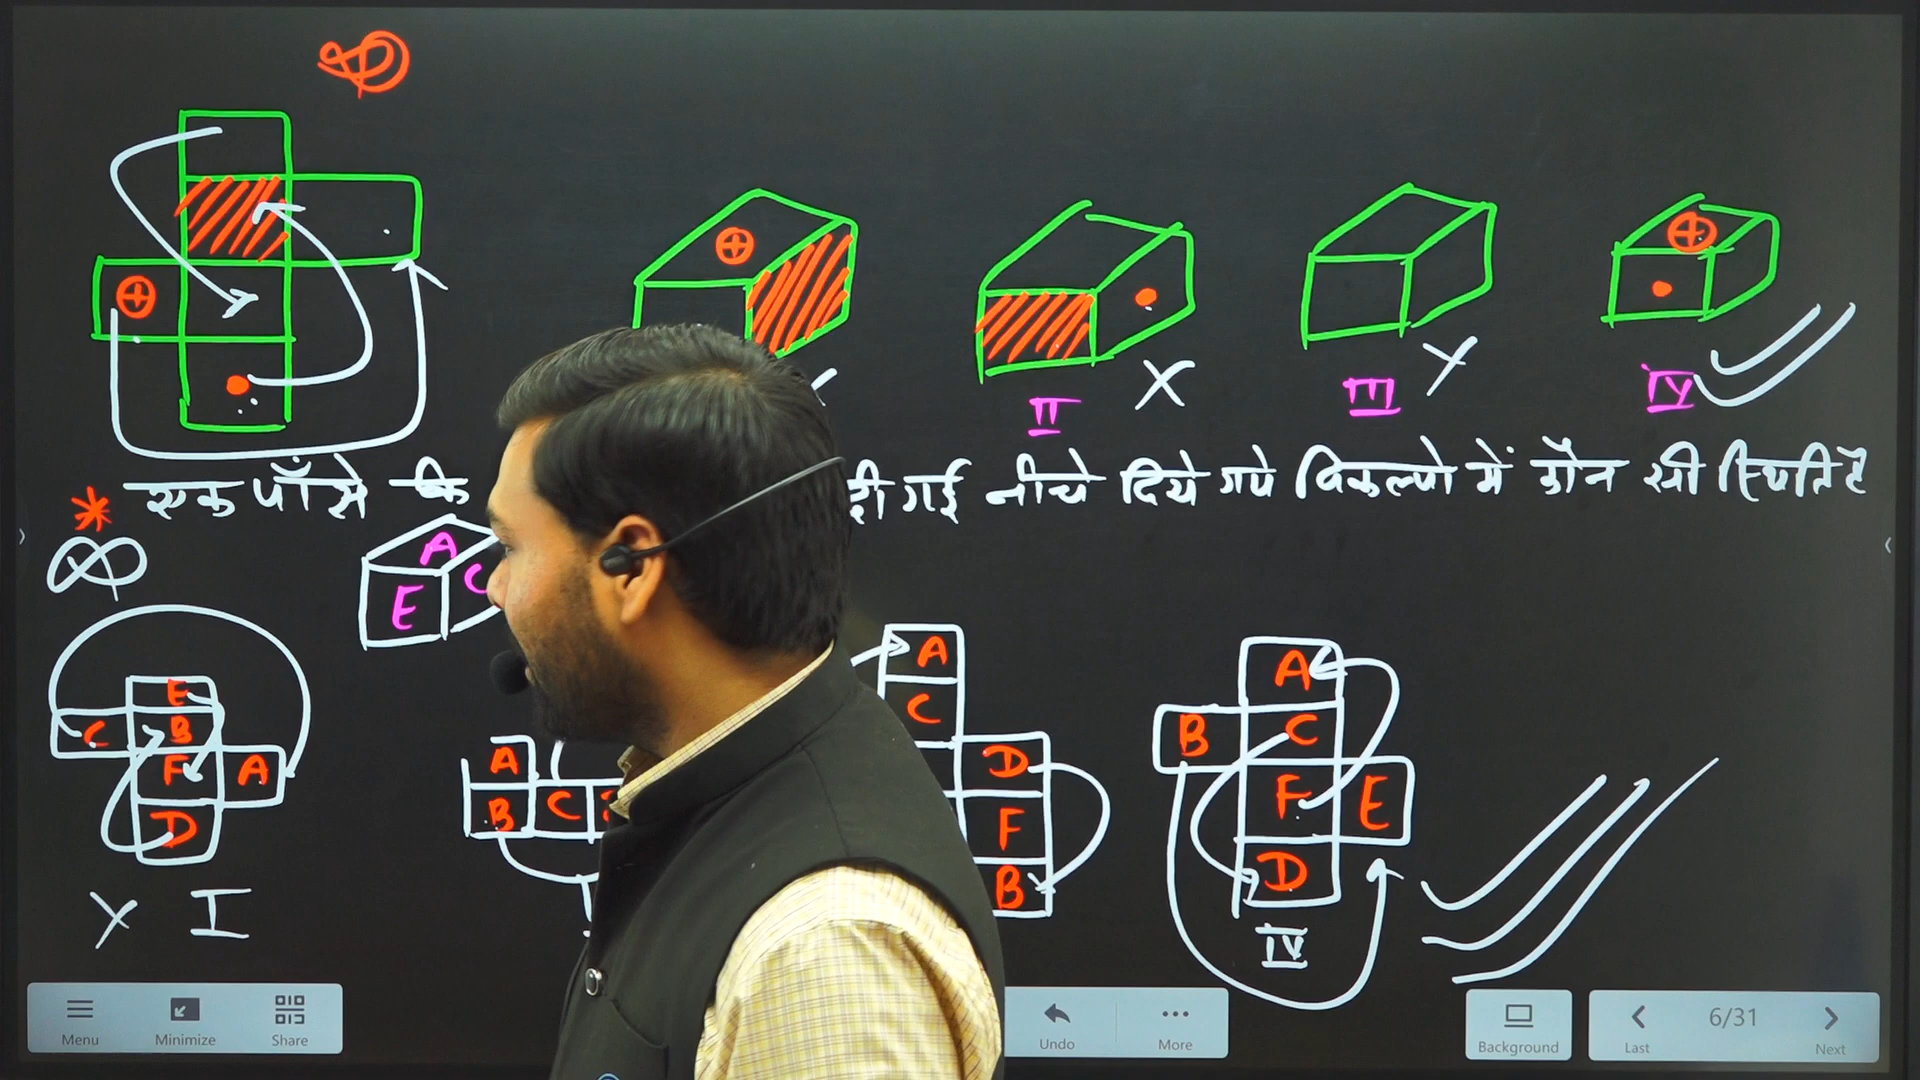 II
III
IV
एक पाँसे कि
दी गई नीचे दिये गये विकल्पो में कौन सी स्थिति है
A
E C
E
C B
F A
D
I
A
B C
A
C
D
F
B
A
B C
F E
D
IV
Menu Minimize Share
Undo More
Background
Last 6/31 Next